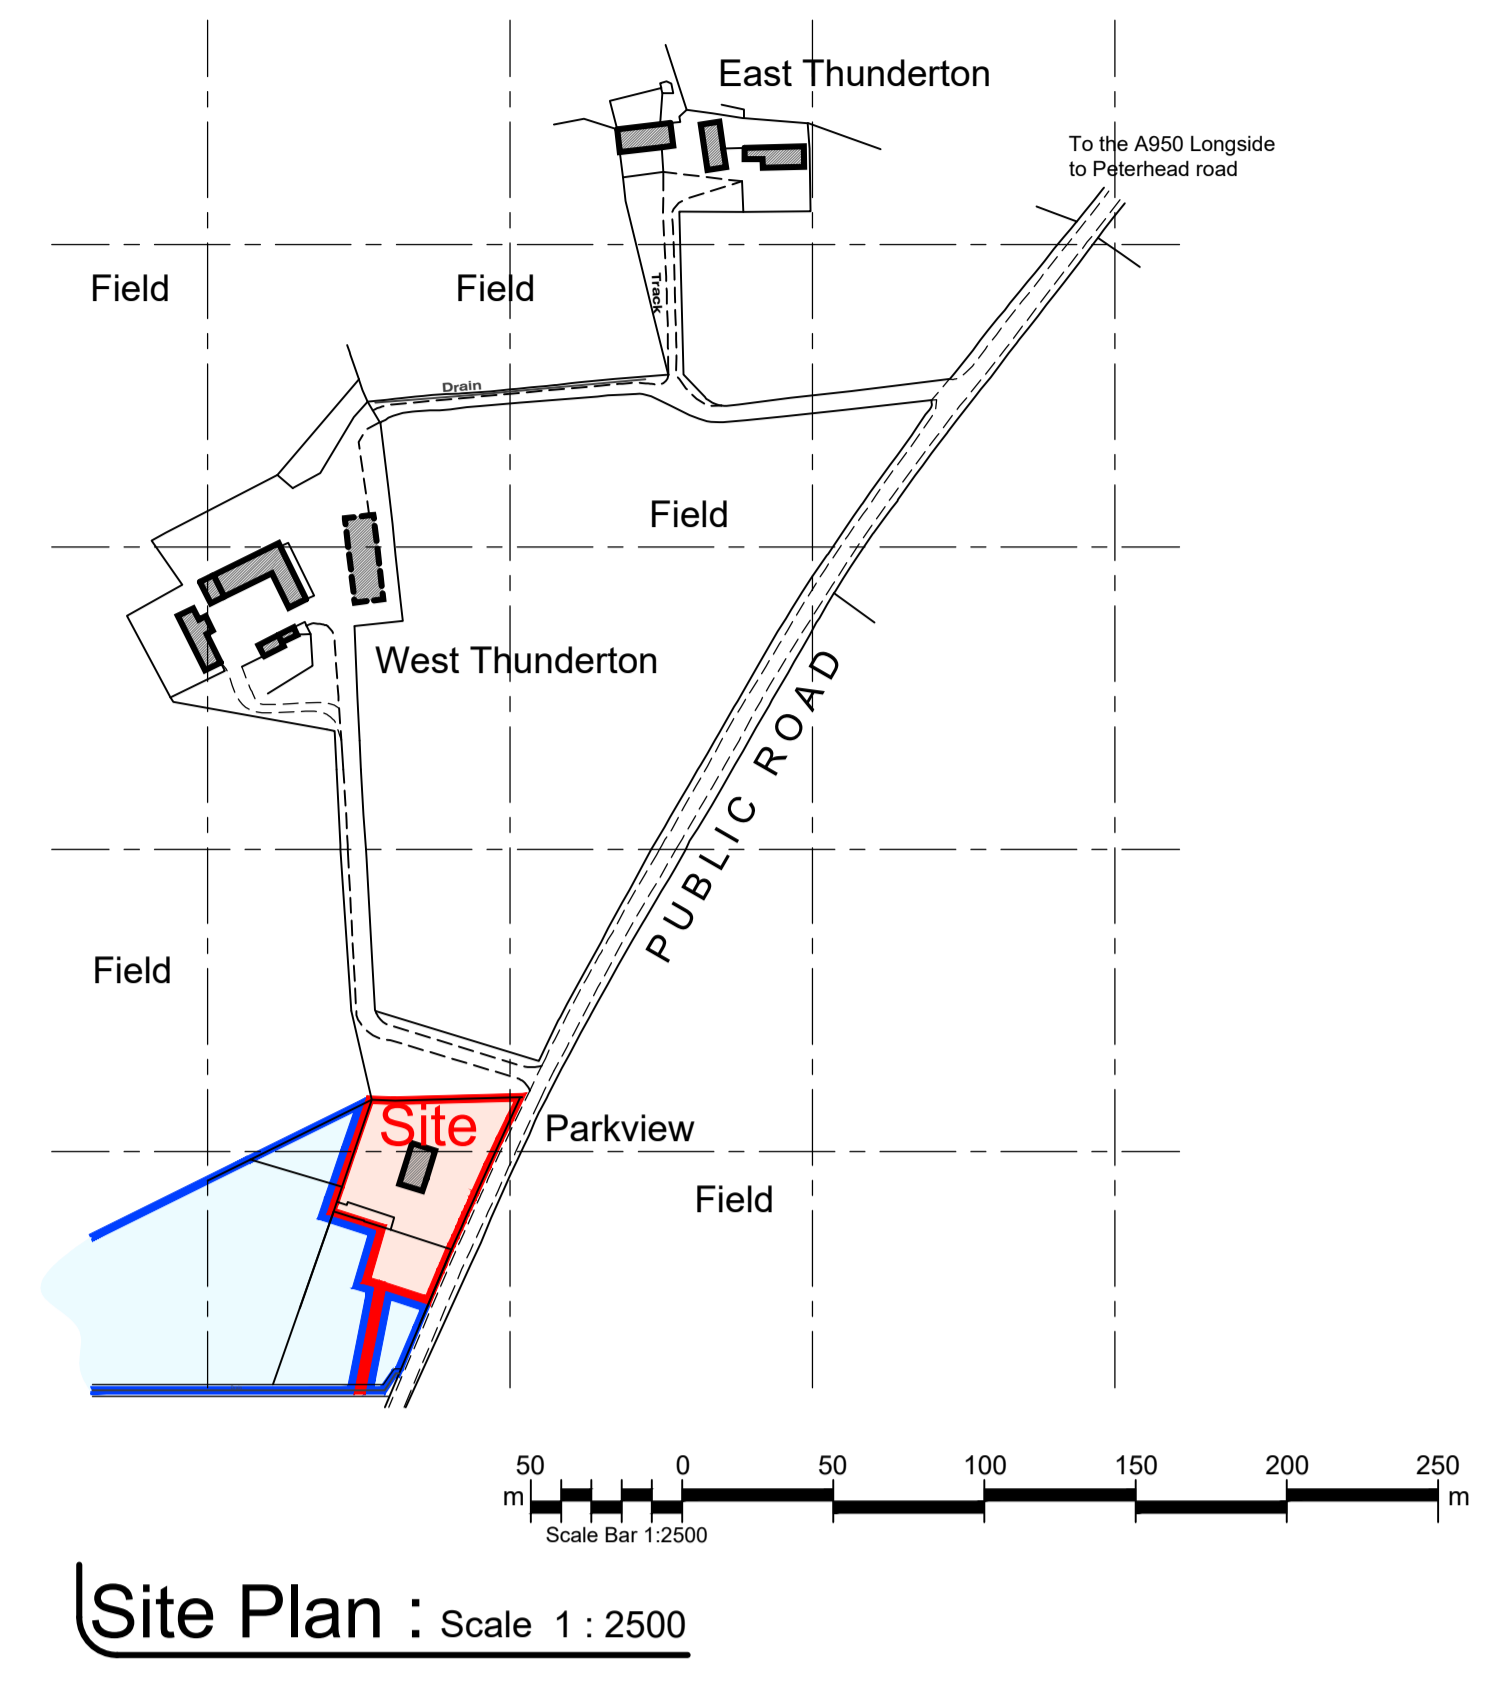 East Thunderton
To the A950 Longside
to Peterhead road
Field
Field
Track
Drain
Field
West Thunderton
PUBLIC ROAD
Field
Site
Parkview
Field
50 0 50 100 150 200 250
m m
Scale Bar 1:2500
Site Plan : Scale 1 : 2500